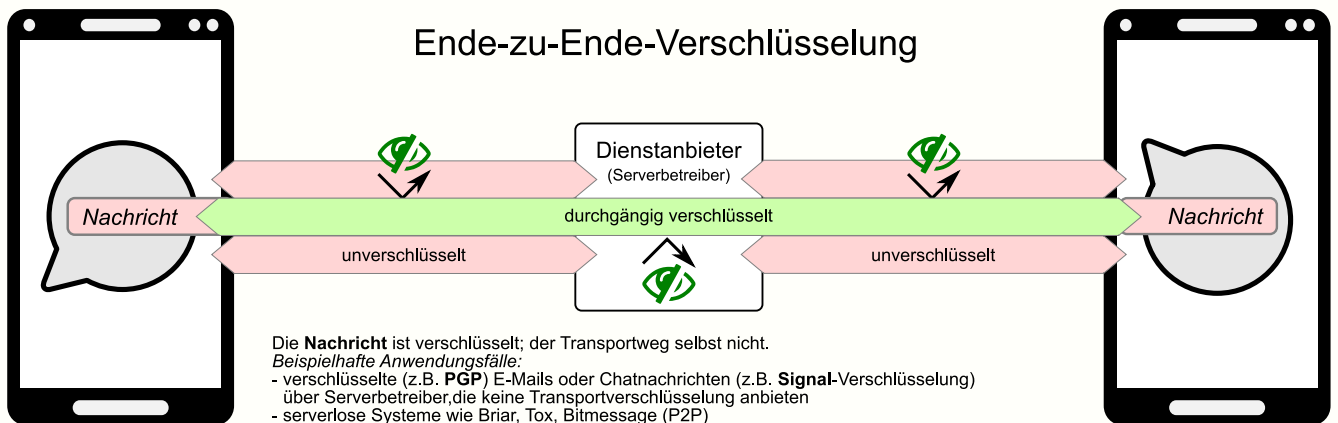 Ende-zu-Ende-Verschlüsselung
Dienstanbieter
(Serverbetreiber)
Nachricht
durchgängig verschlüsselt
Nachricht
unverschlüsselt
unverschlüsselt
Die Nachricht ist verschlüsselt; der Transportweg selbst nicht.
Beispielhafte Anwendungsfälle:
- verschlüsselte (z.B. PGP) E-Mails oder Chatnachrichten (z.B. Signal-Verschlüsselung)
über Serverbetreiber,die keine Transportverschlüsselung anbieten
- serverlose Systeme wie Briar, Tox, Bitmessage (P2P)